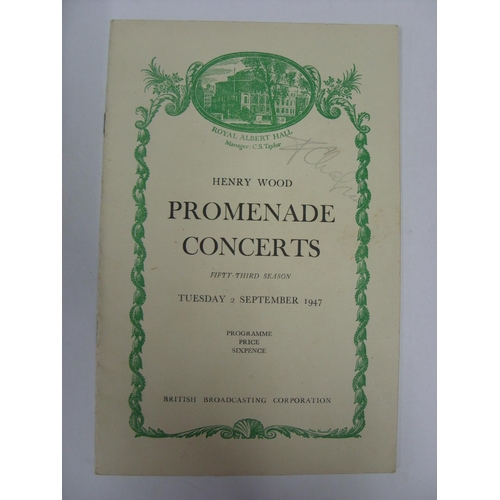 ROYAL ALBERT HALL
Manager: C. S. Taylor
HENRY WOOD
PROMENADE
CONCERTS
FIFTY-THIRD SEASON
TUESDAY 2 SEPTEMBER 1947
PROGRAMME
PRICE
SIXPENCE
BRITISH BROADCASTING CORPORATION